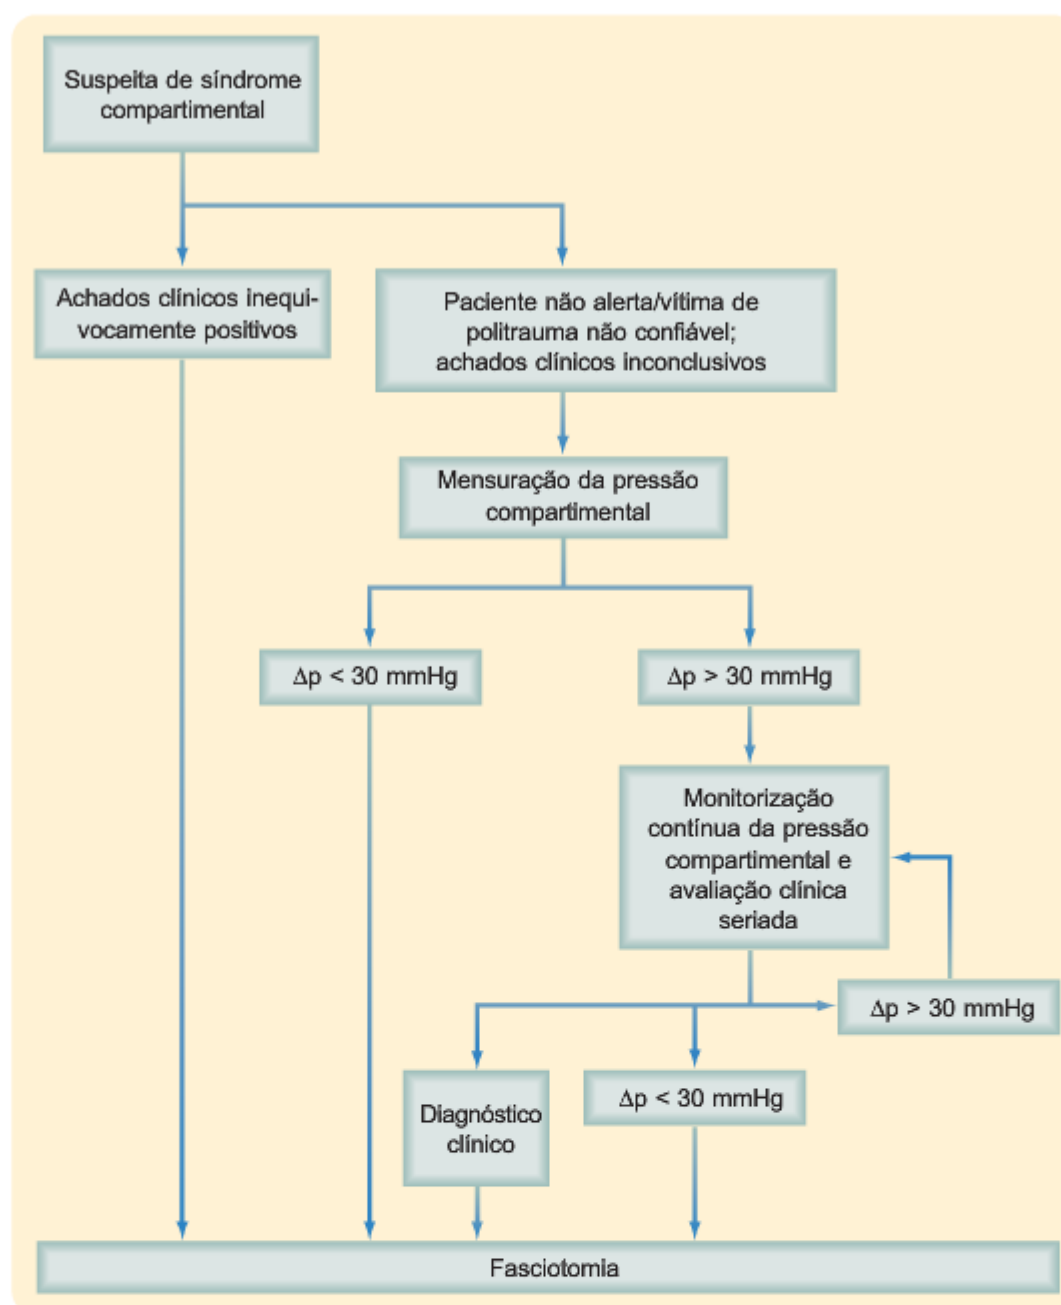 Suspeita de síndrome
compartimental
Achados clínicos inequi-
vocamente positivos
Paciente não alerta/vítima de
politrauma não confiável;
achados clínicos inconclusivos
Mensuração da pressão
compartimental
Δp < 30 mmHg
Δp > 30 mmHg
Monitorização
contínua da pressão
compartimental e
avaliação clínica
seriada
Δp > 30 mmHg
Diagnóstico
clínico
Δp < 30 mmHg
Fasciotomia